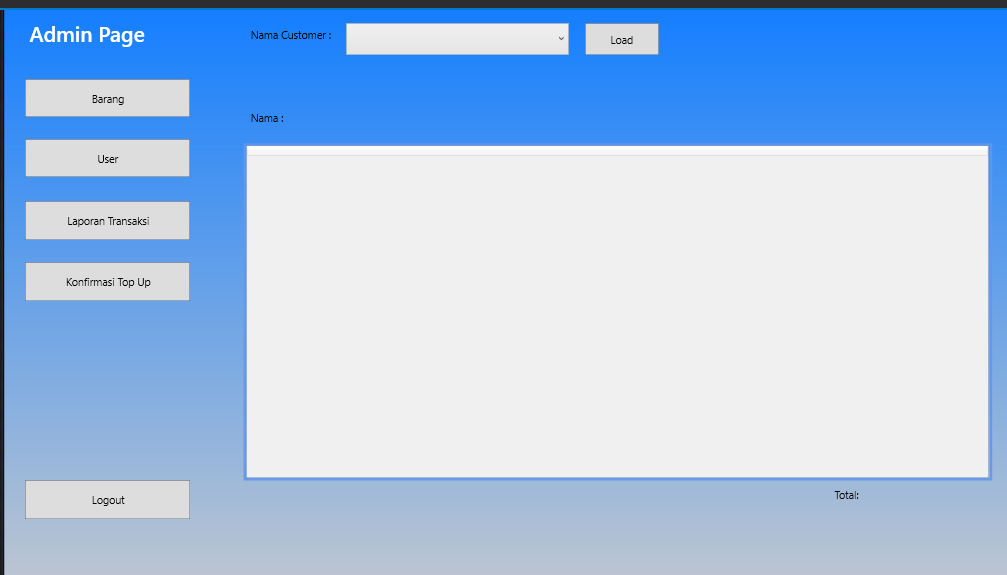 Admin Page
Nama Customer :
Load
Barang
Nama :
User
Laporan Transaksi
Konfirmasi Top Up
Logout
Total: